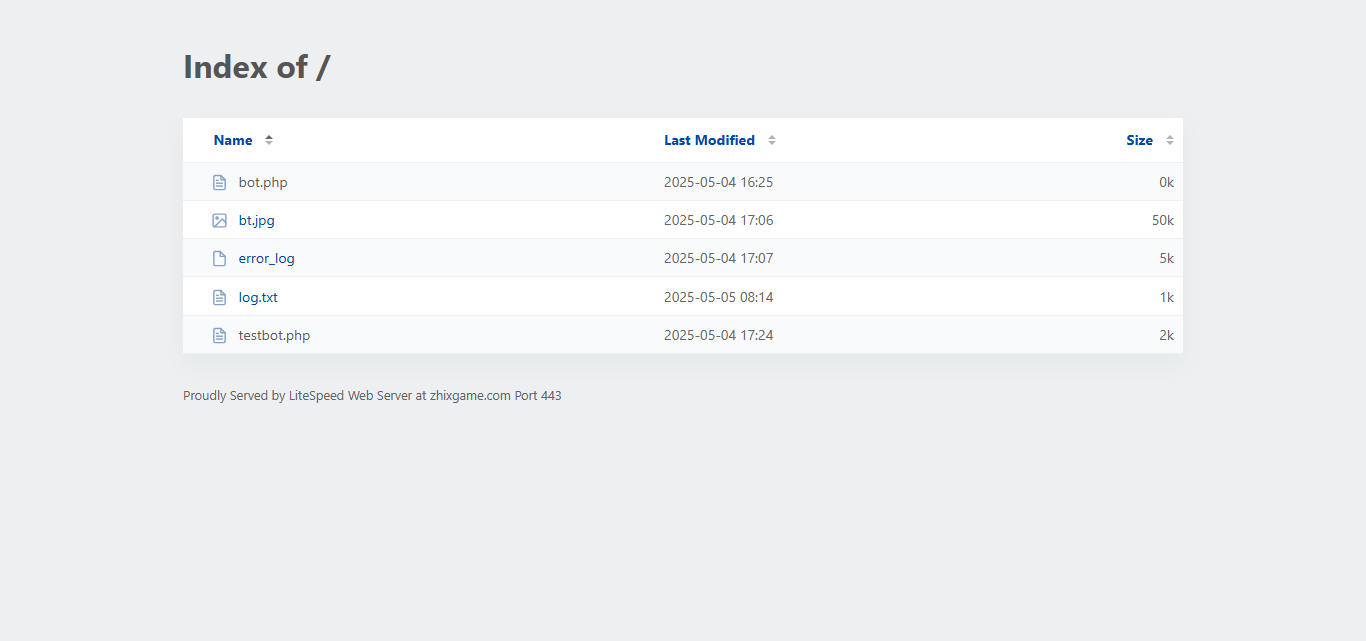 Index of /
Name Last Modified Size
bot.php 2025-05-04 16:25 0k
bt.jpg 2025-05-04 17:06 50k
error_log 2025-05-04 17:07 5k
log.txt 2025-05-05 08:14 1k
testbot.php 2025-05-04 17:24 2k
Proudly Served by LiteSpeed Web Server at zhixgame.com Port 443